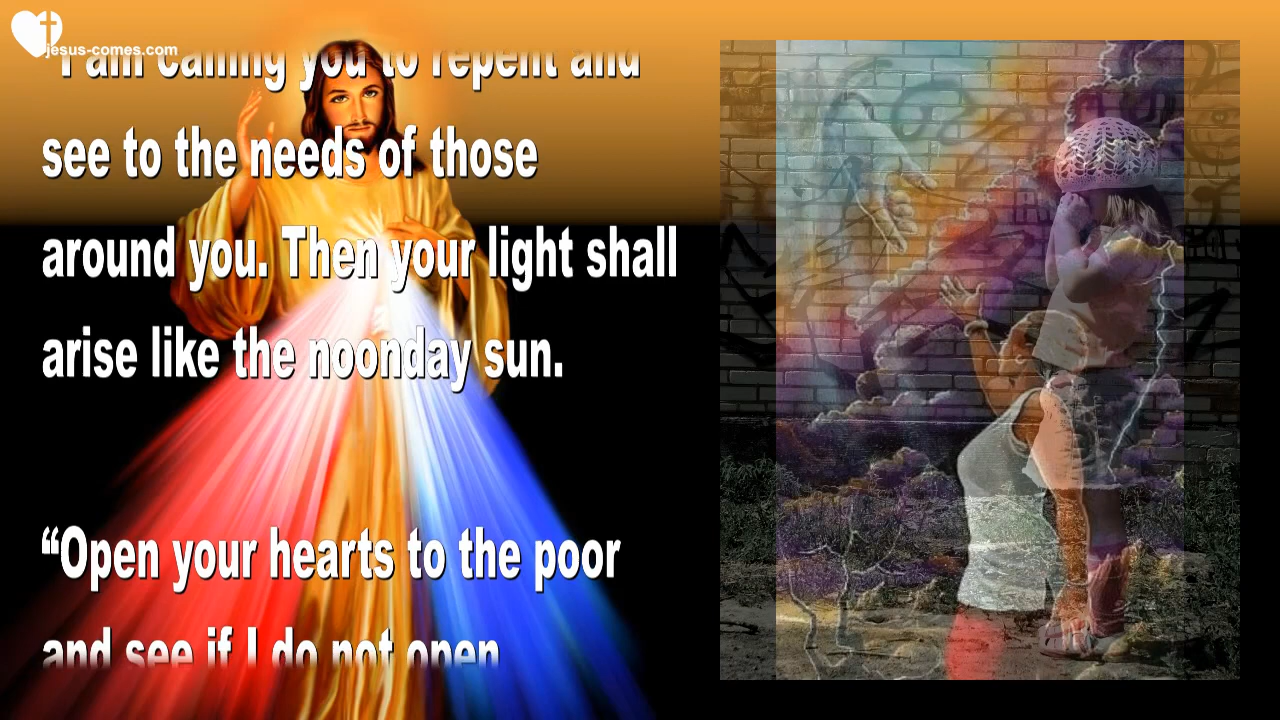 jesus-comes.com
“I am calling you to repent and
see to the needs of those
around you. Then your light shall
arise like the noonday sun.
“Open your hearts to the poor
and see if I do not open